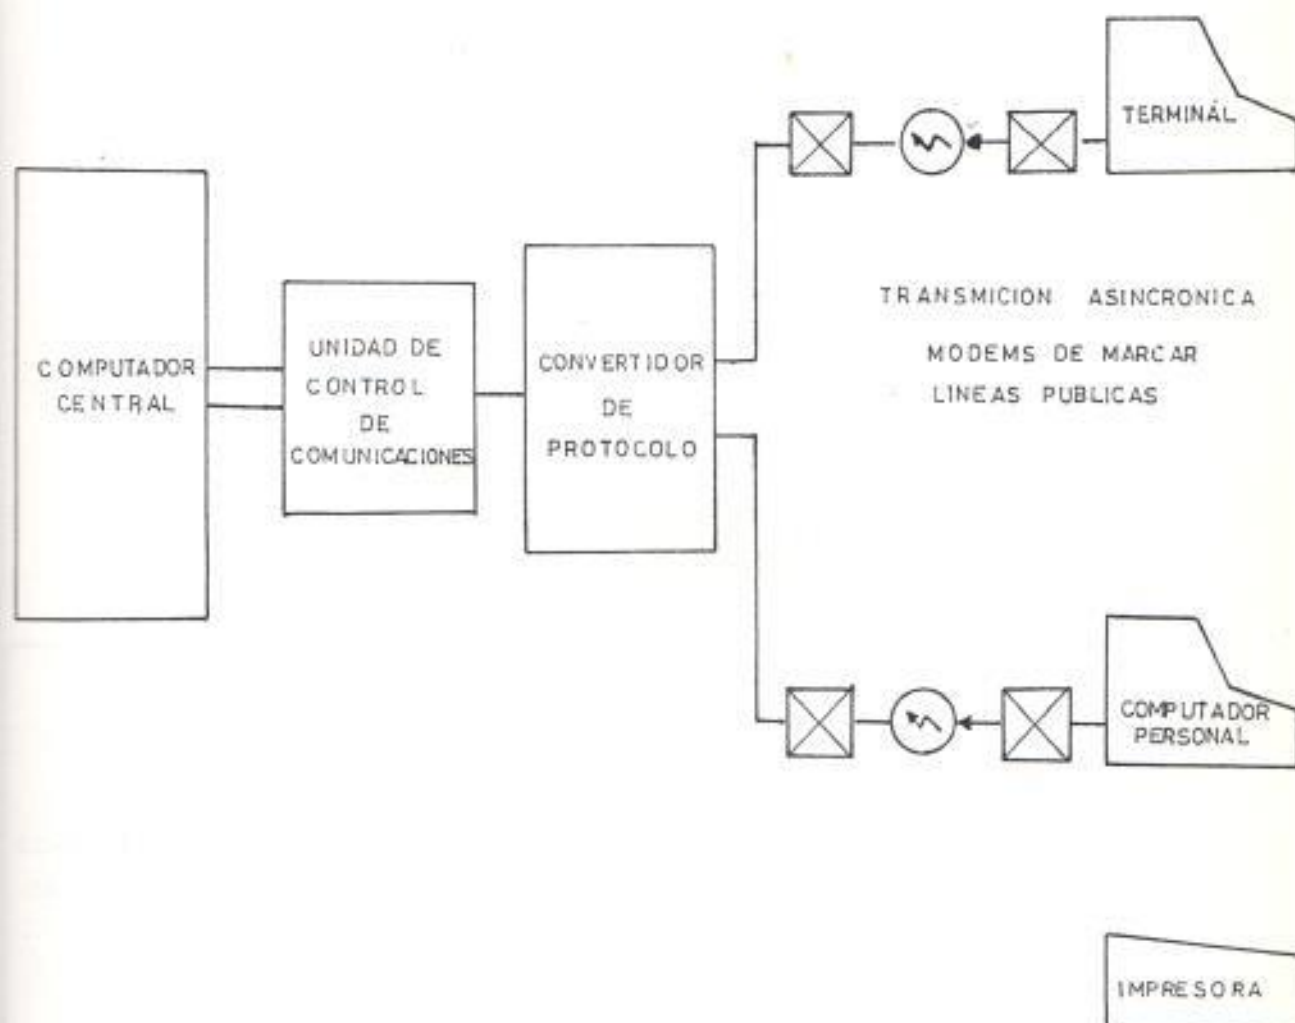 TERMINÁL
COMPUTADOR
CENTRAL
UNIDAD DE
CONTROL
DE
COMUNICACIONES
CONVERTIDOR
DE
PROTOCOLO
TRANSMICION ASINCRONICA
MODEMS DE MARCAR
LINEAS PUBLICAS
COMPUTADOR
PERSONAL
IMPRESORA